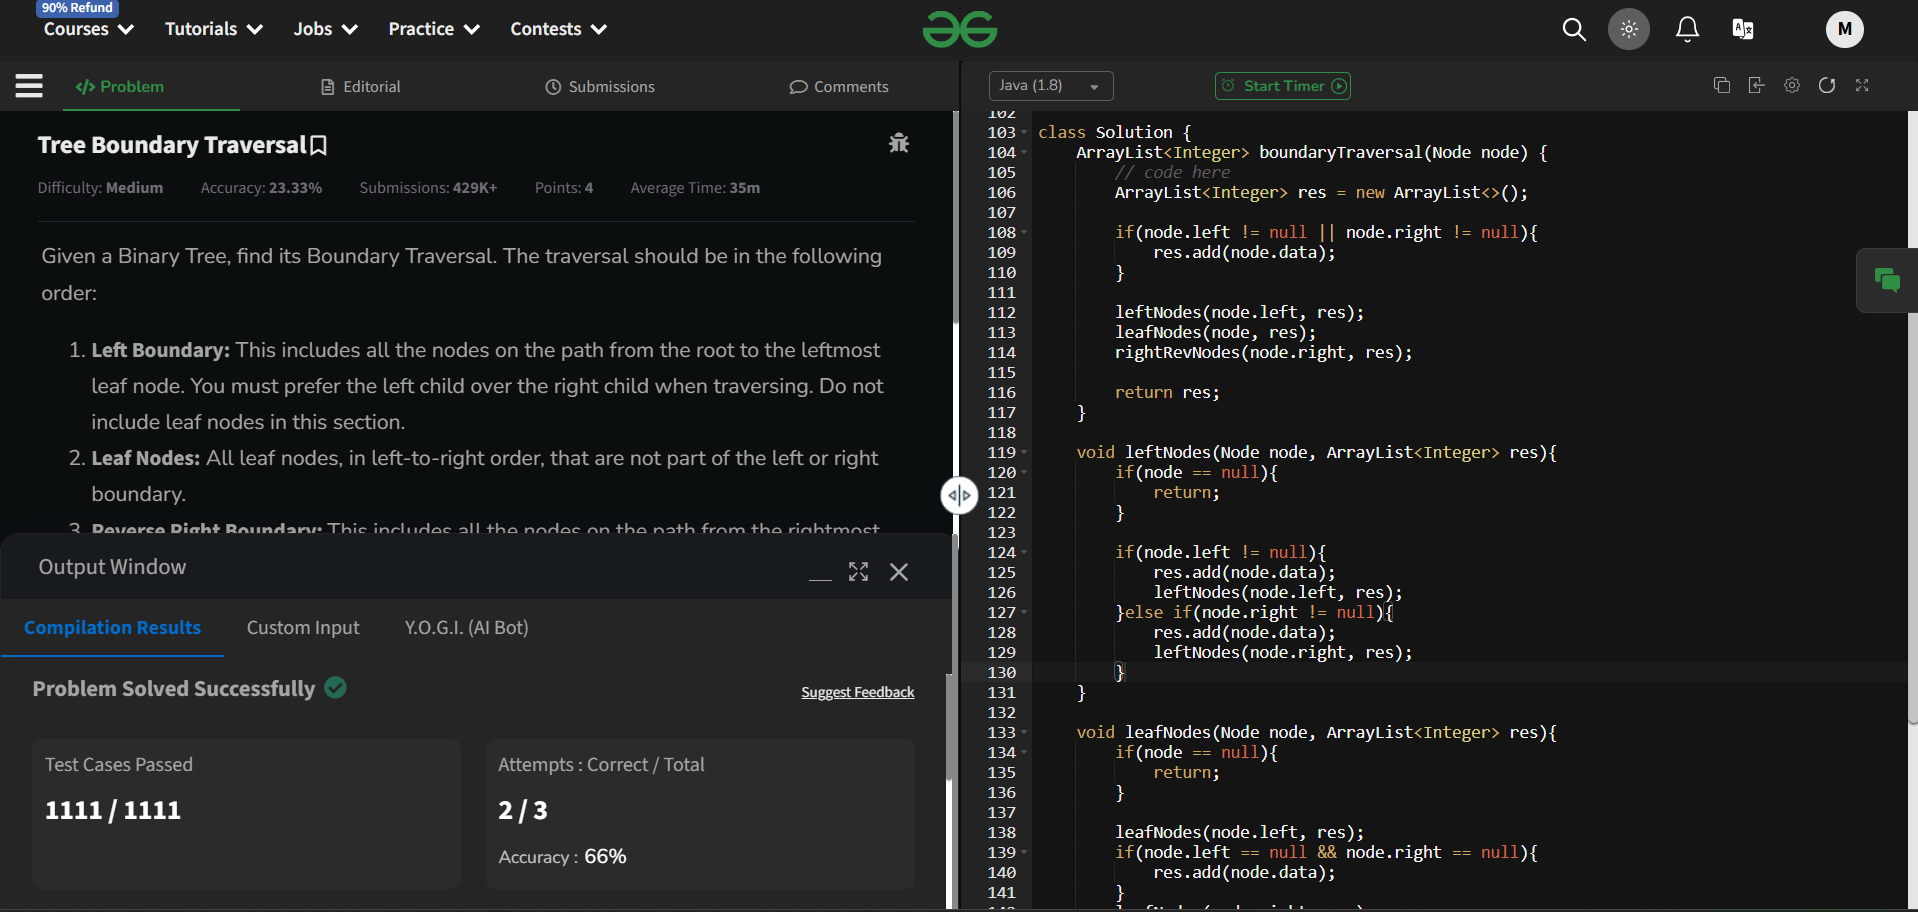 90% Refund
Courses Tutorials Jobs Practice Contests
M
Problem Editorial Submissions Comments
Tree Boundary Traversal
Difficulty: Medium Accuracy: 23.33% Submissions: 429K+ Points: 4 Average Time: 35m
Given a Binary Tree, find its Boundary Traversal. The traversal should be in the following
order:
1. Left Boundary: This includes all the nodes on the path from the root to the leftmost
leaf node. You must prefer the left child over the right child when traversing. Do not
include leaf nodes in this section.
2. Leaf Nodes: All leaf nodes, in left-to-right order, that are not part of the left or right
boundary.
3. Reverse Right Boundary: This includes all the nodes on the path from the rightmost
Output Window
Compilation Results Custom Input Y.O.G.I. (AI Bot)
Problem Solved Successfully
Suggest Feedback
Test Cases Passed
1111 / 1111
Attempts : Correct / Total
2 / 3
Accuracy : 66%
Java (1.8) Start Timer
102
103 class Solution {
104 ArrayList<Integer> boundaryTraversal(Node node) {
105 // code here
106 ArrayList<Integer> res = new ArrayList<>();
107
108 if(node.left != null || node.right != null){
109 res.add(node.data);
110 }
111
112 leftNodes(node.left, res);
113 leafNodes(node, res);
114 rightRevNodes(node.right, res);
115
116 return res;
117 }
118
119 void leftNodes(Node node, ArrayList<Integer> res){
120 if(node == null){
121 return;
122 }
123
124 if(node.left != null){
125 res.add(node.data);
126 leftNodes(node.left, res);
127 }else if(node.right != null){
128 res.add(node.data);
129 leftNodes(node.right, res);
130 }
131 }
132
133 void leafNodes(Node node, ArrayList<Integer> res){
134 if(node == null){
135 return;
136 }
137
138 leafNodes(node.left, res);
139 if(node.left == null && node.right == null){
140 res.add(node.data);
141 }